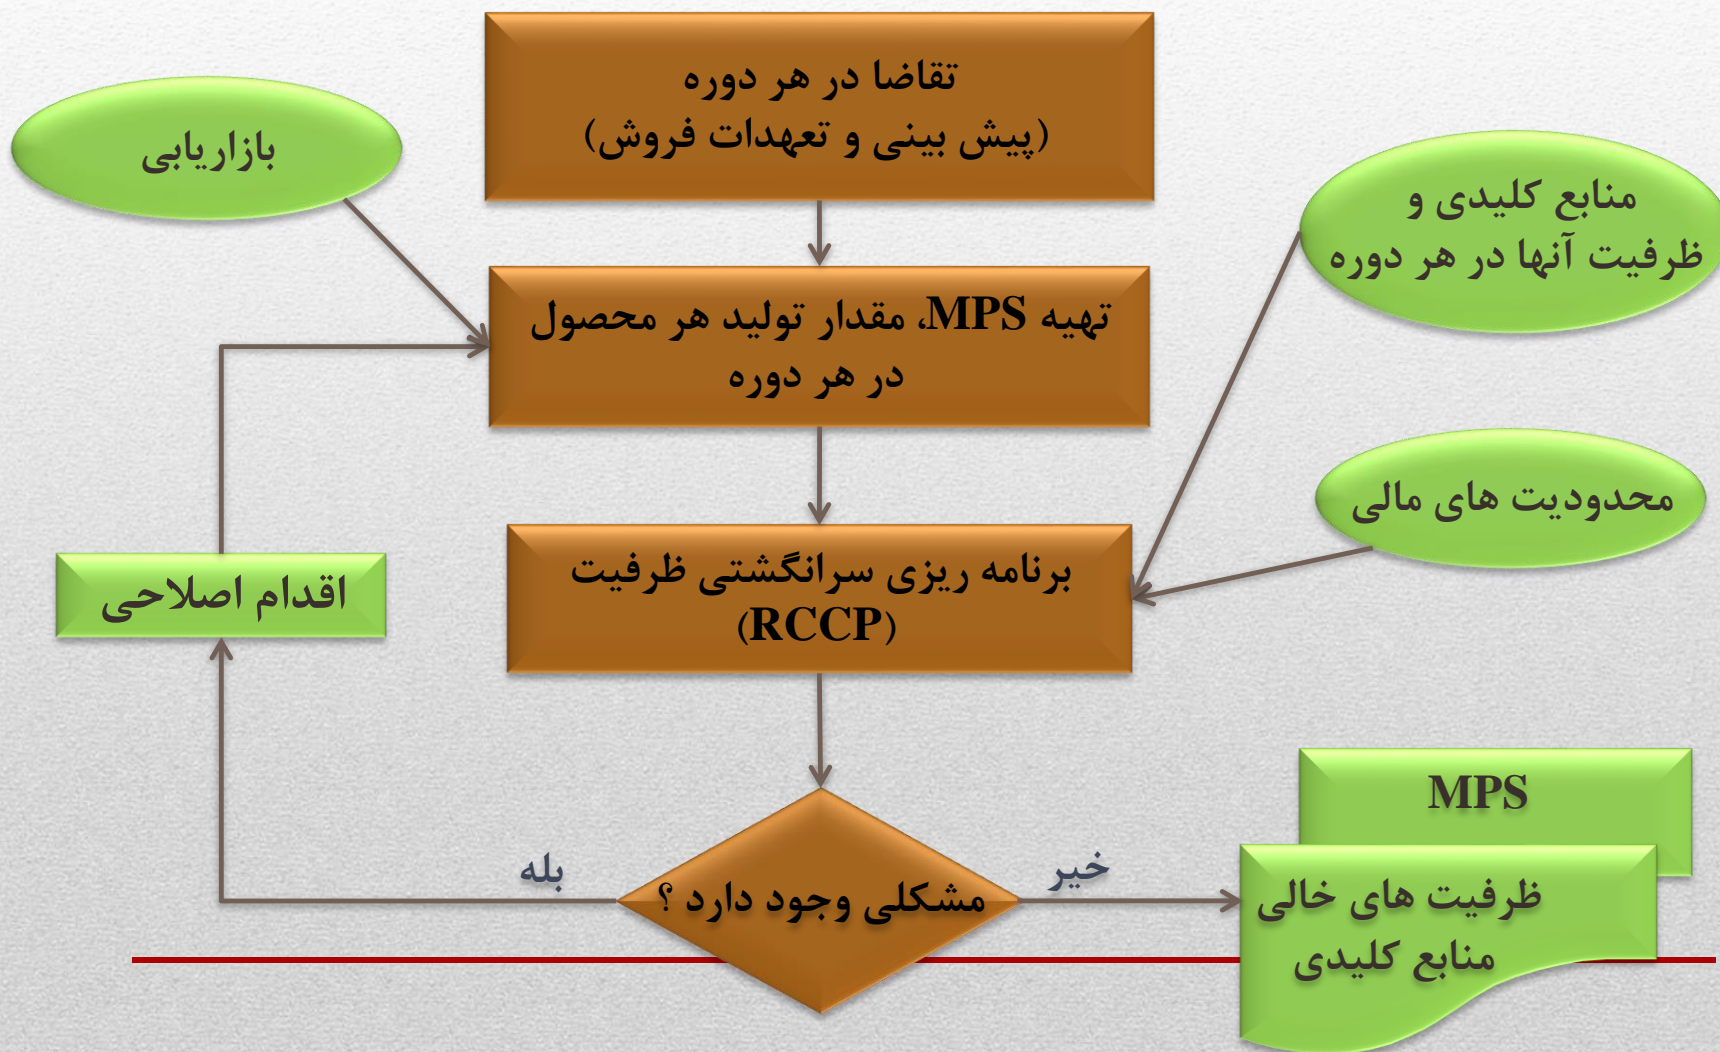 تقاضا در هر دوره
(پیش بینی و تعهدات فروش)
بازاریابی
منابع کلیدی و
ظرفیت آنها در هر دوره
تهیه MPS، مقدار تولید هر محصول
در هر دوره
محدودیت های مالی
برنامه ریزی سرانگشتی ظرفیت
(RCCP)
اقدام اصلاحی
MPS
بله
خیر
مشکلی وجود دارد ؟
ظرفیت های خالی
منابع کلیدی